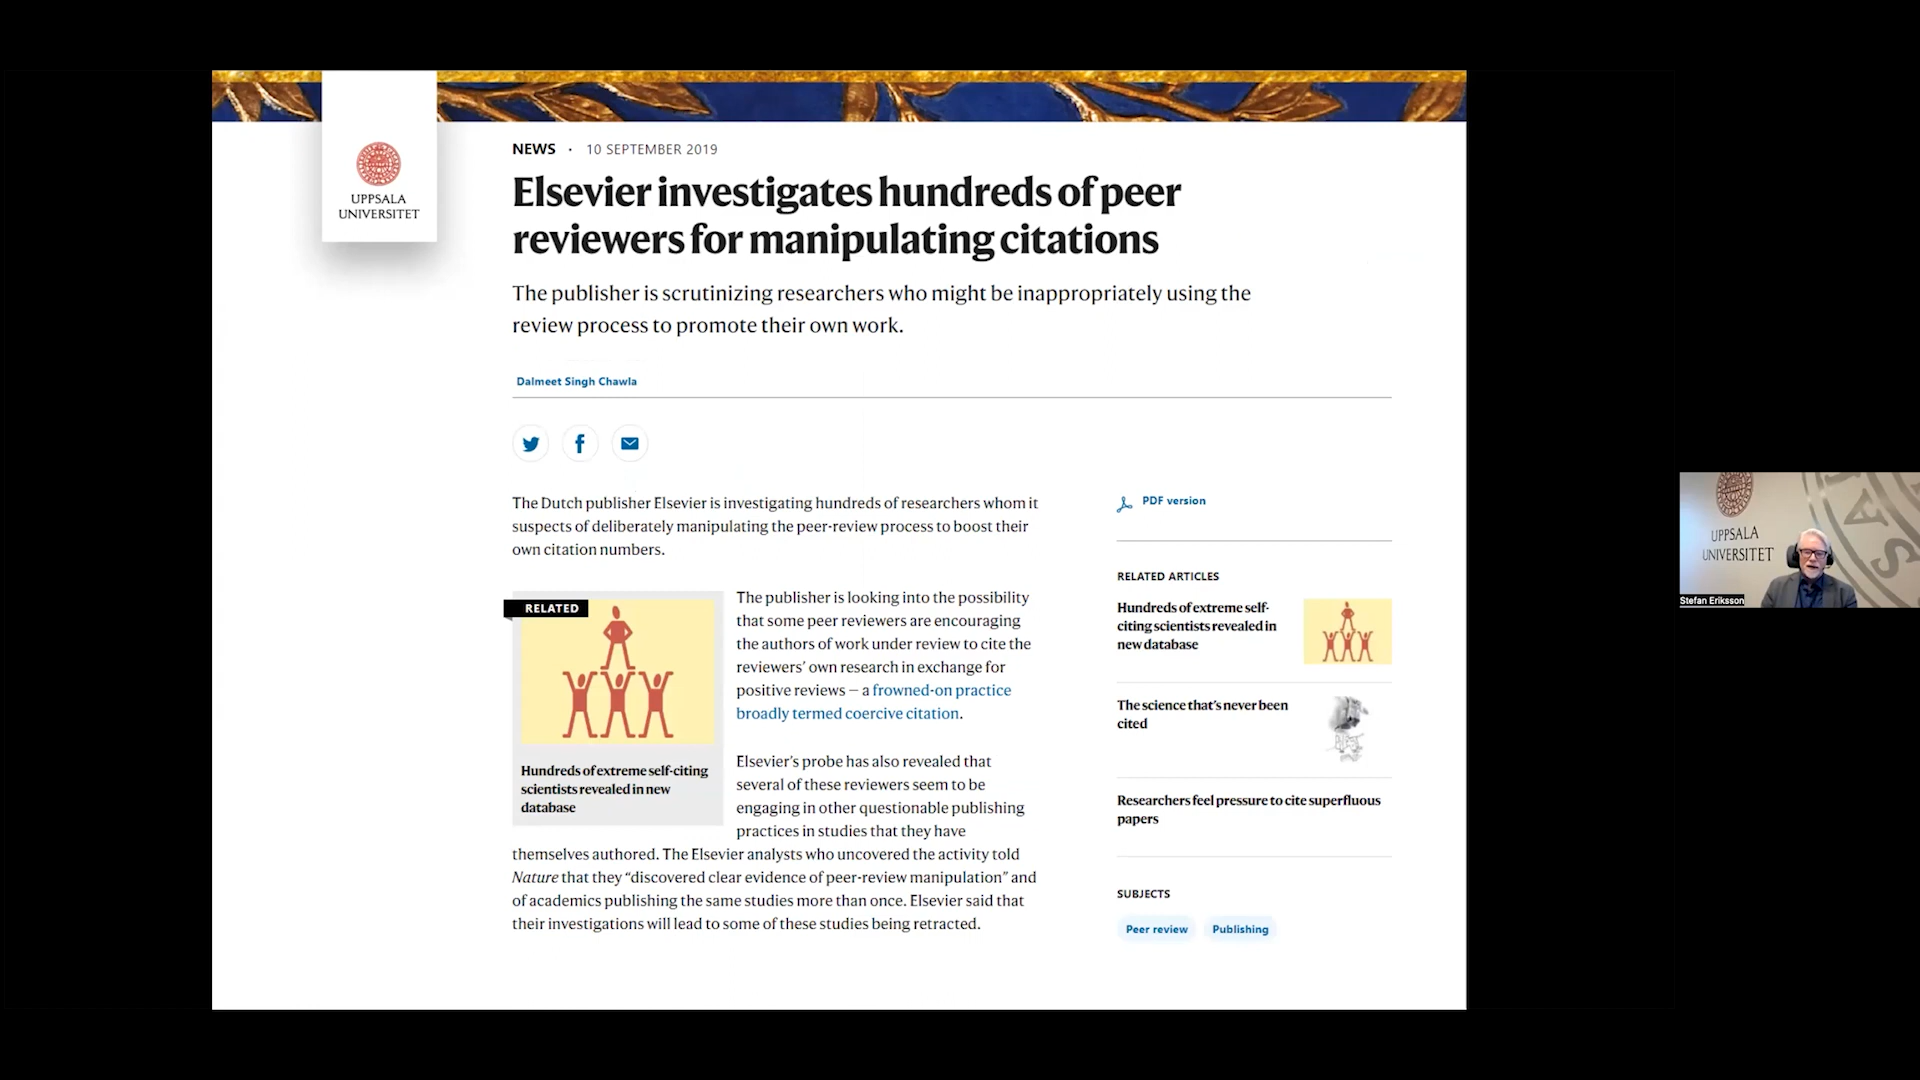 UPPSALA
UNIVERSITET
NEWS · 10 SEPTEMBER 2019
Elsevier investigates hundreds of peer
reviewers for manipulating citations
The publisher is scrutinizing researchers who might be inappropriately using the
review process to promote their own work.
Dalmeet Singh Chawla
The Dutch publisher Elsevier is investigating hundreds of researchers whom it
suspects of deliberately manipulating the peer-review process to boost their
own citation numbers.
RELATED
Hundreds of extreme self-citing
scientists revealed in new
database
The publisher is looking into the possibility
that some peer reviewers are encouraging
the authors of work under review to cite the
reviewers’ own research in exchange for
positive reviews — a frowned-on practice
broadly termed coercive citation.
Elsevier’s probe has also revealed that
several of these reviewers seem to be
engaging in other questionable publishing
practices in studies that they have
themselves authored. The Elsevier analysts who uncovered the activity told
Nature that they “discovered clear evidence of peer-review manipulation” and
of academics publishing the same studies more than once. Elsevier said that
their investigations will lead to some of these studies being retracted.
PDF version
RELATED ARTICLES
Hundreds of extreme self-
citing scientists revealed in
new database
The science that’s never been
cited
Researchers feel pressure to cite superfluous
papers
SUBJECTS
Peer review Publishing
UPPSALA
UNIVERSITET
Stefan Eriksson